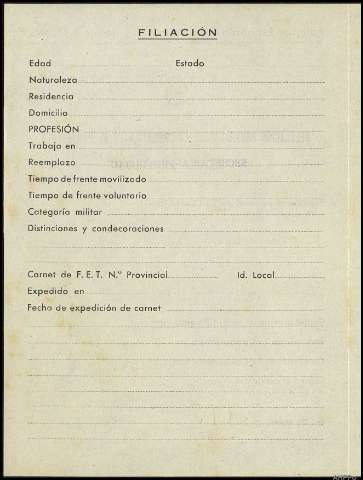 FILIACIÓN
Edad Estado
Naturaleza
Residencia
Domicilio
PROFESIÓN
Trabaja en
Reemplazo
Tiempo de frente movilizado
Tiempo de frente voluntario
Categoría militar
Distinciones y condecoraciones
Carnet de F.E.T. N.º Provincial Id. Local
Expedido en
Fecha de expedición de carnet